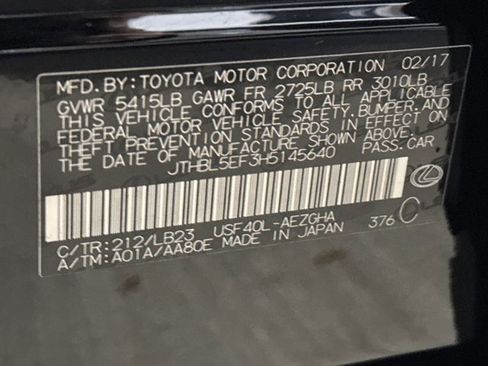 MFD. BY: TOYOTA MOTOR CORPORATION 02/17
GVWR 5415LB GAWR FR 2725LB RR 3010LB
THIS VEHICLE CONFORMS TO ALL APPLICABLE
FEDERAL MOTOR VEHICLE SAFETY, BUMPER, AND
THEFT PREVENTION STANDARDS IN EFFECT ON
THE DATE OF MANUFACTURE SHOWN ABOVE.
JTHBL5EF3H5145640 PASS.CAR
C/TR: 212/LB23 USF40L-AEZGHA 376 C
A/TM: A01A/AA80E MADE IN JAPAN